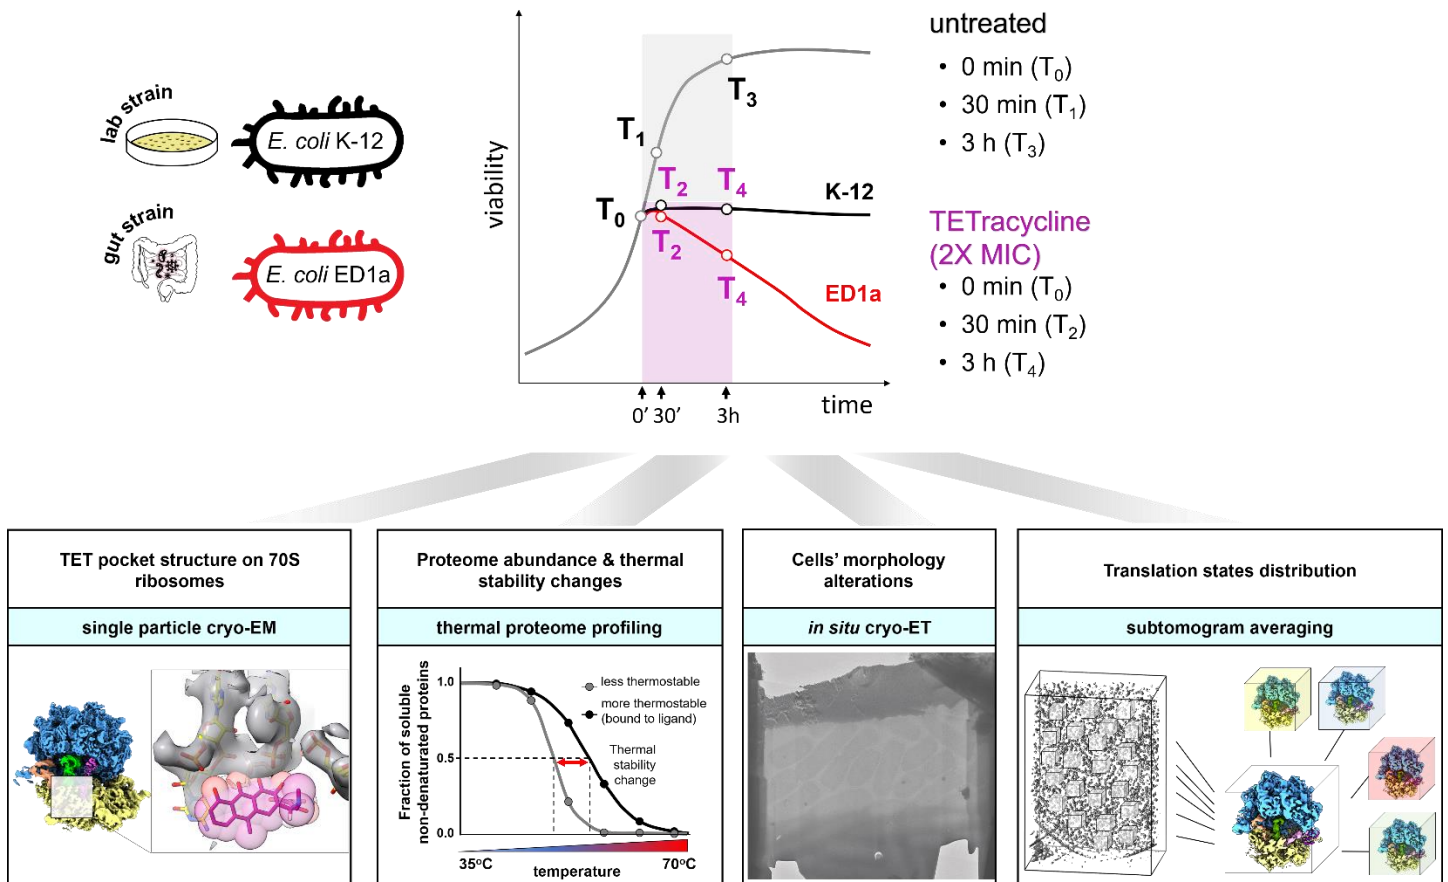 lab strain
E. coli K-12
gut strain
E. coli ED1a
viability
T0
T1
T2
T2
T3
T4
T4
K-12
ED1a
0’ 30’ 3h
time
untreated
• 0 min (T0)
• 30 min (T1)
• 3 h (T3)
TETracycline
(2X MIC)
• 0 min (T0)
• 30 min (T2)
• 3 h (T4)
TET pocket structure on 70S
ribosomes
single particle cryo-EM
Proteome abundance & thermal
stability changes
thermal proteome profiling
Fraction of soluble
non-denatured proteins
1.0
0.5
0.0
less thermostable
more thermostable
(bound to ligand)
Thermal
stability
change
35ºC
70ºC
temperature
Cells’ morphology
alterations
in situ cryo-ET
Translation states distribution
subtomogram averaging